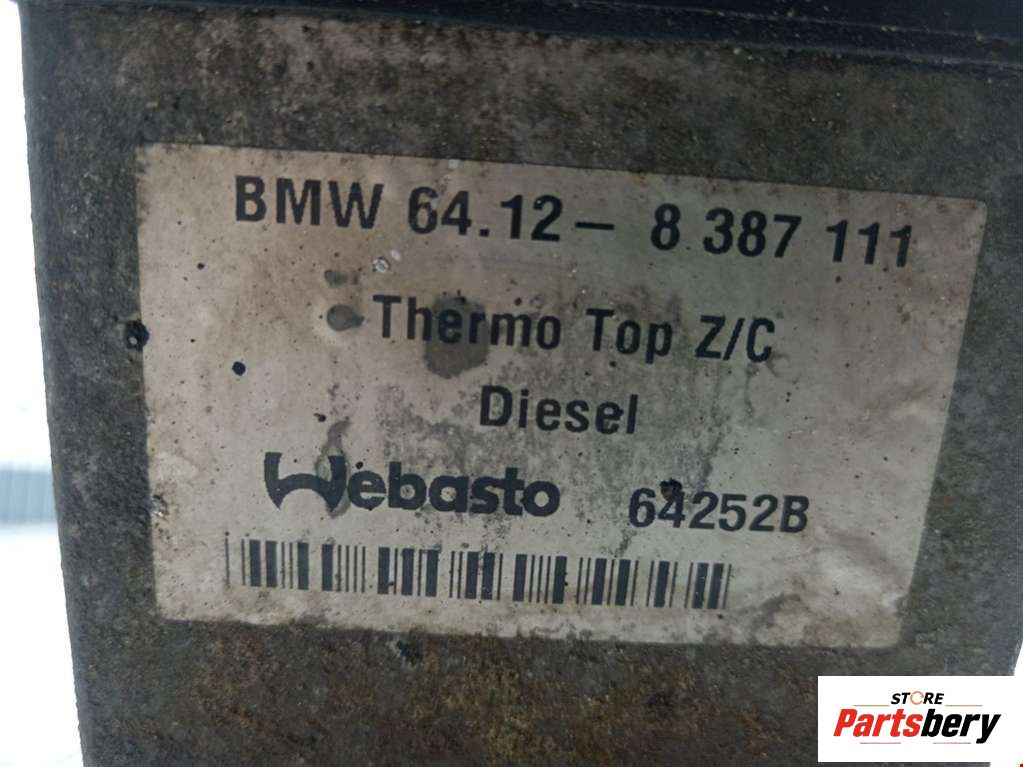 BMW 64.12– 8 387 111
Thermo Top Z/C
Diesel
Webasto 64252B
STORE
Partsbery